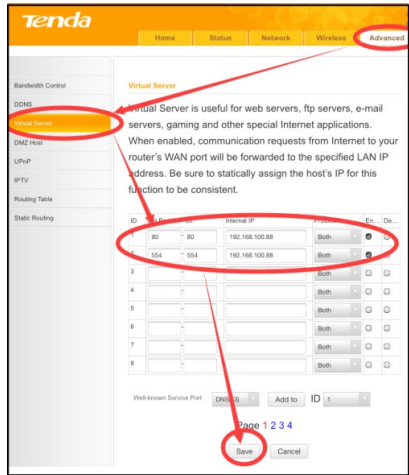 Tenda
Home Status Network Wireless Advanced
Bandwidth Control
DDNS
Virtual Server
DMZ Host
UPnP
IPTV
Routing Table
Static Routing
Virtual Server
Virtual Server is useful for web servers, ftp servers, e-mail
servers, gaming and other special Internet applications.
When enabled, communication requests from Internet to your
router's WAN port will be forwarded to the specified LAN IP
address. Be sure to statically assign the host's IP for this
function to be consistent.
ID Internal IP En... De...
1 80 - 80 192.168.100.88 Both
554 - 554 192.168.100.88 Both
3 - Both
4 - Both
5 - Both
6 - Both
7 - Both
8 - Both
Well-known Service Port Add to ID 1
Page 1 2 3 4
Save Cancel